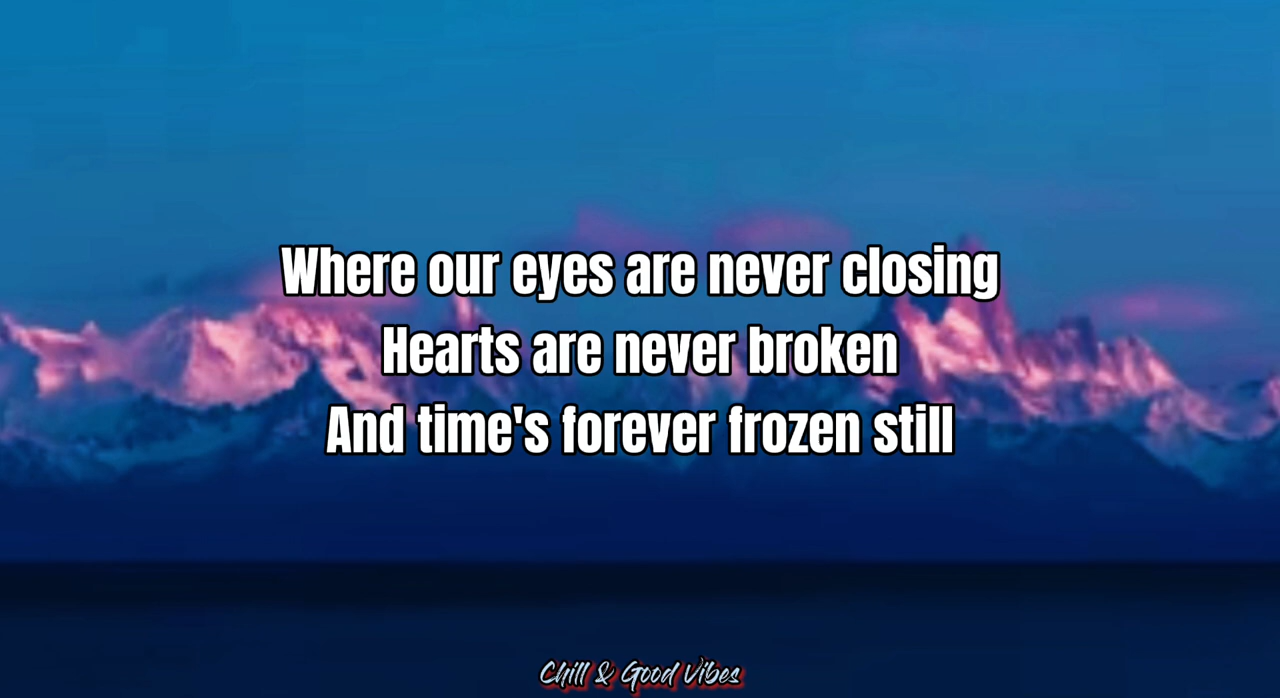 Where our eyes are never closing
Hearts are never broken
And time's forever frozen still
Chill & Good Vibes